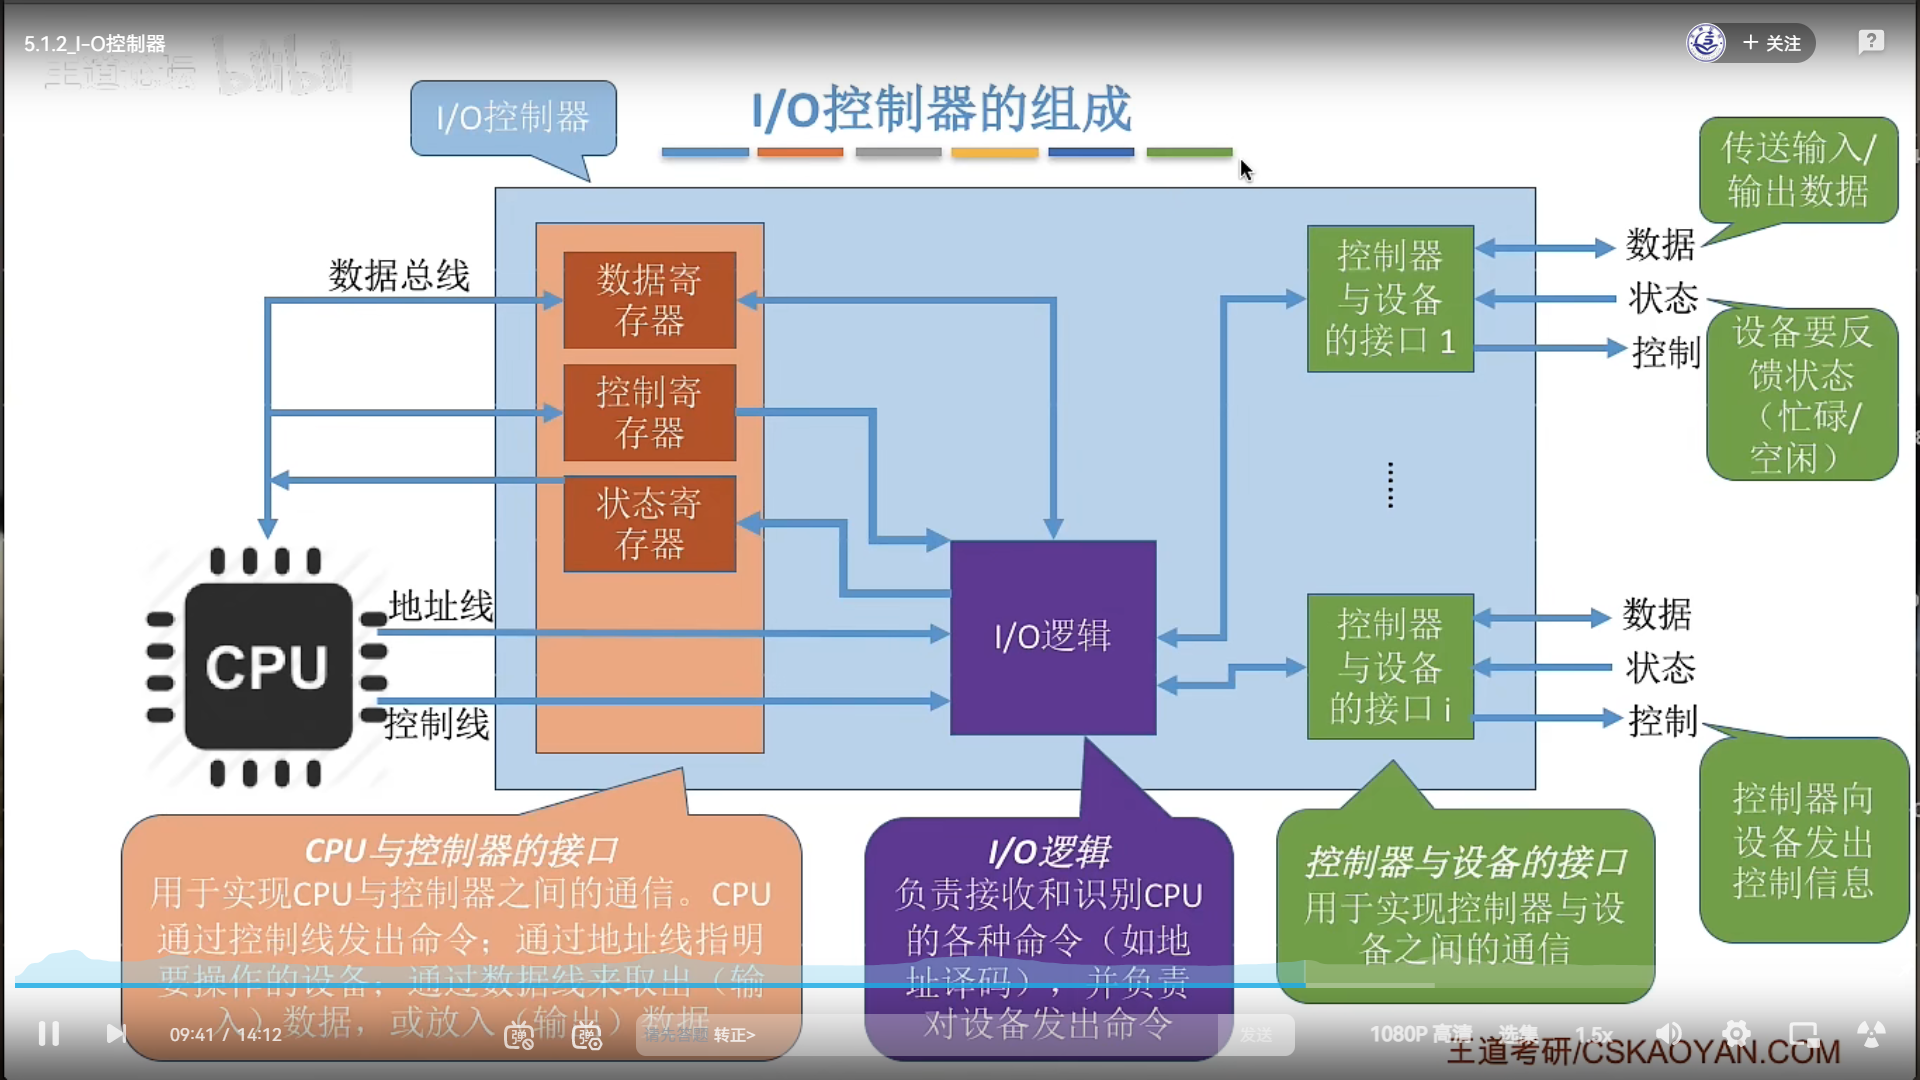 5.1.2_I-O控制器
+ 关注
王道论坛 bilibili
I/O控制器
I/O控制器的组成
传送输入/
输出数据
数据总线
数据寄
存器
控制寄
存器
状态寄
存器
控制器
与设备
的接口 1
数据
状态
控制
设备要反
馈状态
（忙碌/
空闲）
CPU
地址线
控制线
I/O逻辑
控制器
与设备
的接口 i
数据
状态
控制
控制器向
设备发出
控制信息
CPU与控制器的接口
用于实现CPU与控制器之间的通信。CPU
通过控制线发出命令；通过地址线指明
要操作的设备；通过数据线来取出（输
入）数据，或放入（输出）数据
I/O逻辑
负责接收和识别CPU
的各种命令（如地
址译码），并负责
对设备发出命令
控制器与设备的接口
用于实现控制器与设
备之间的通信
09:41 / 14:12
弹
弹
请先答题 转正>
发送
1080P 高清
选集
1.5x
王道考研/CSKAOYAN.COM